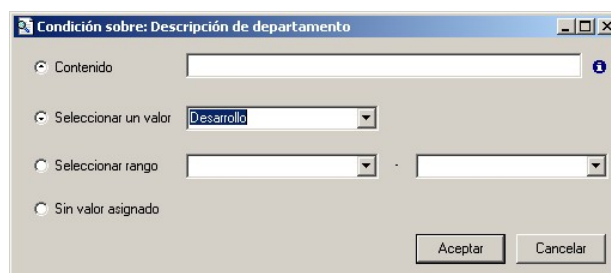 Condición sobre: Descripción de departamento
Contenido
Seleccionar un valor Desarrollo
Seleccionar rango -
Sin valor asignado
Aceptar Cancelar